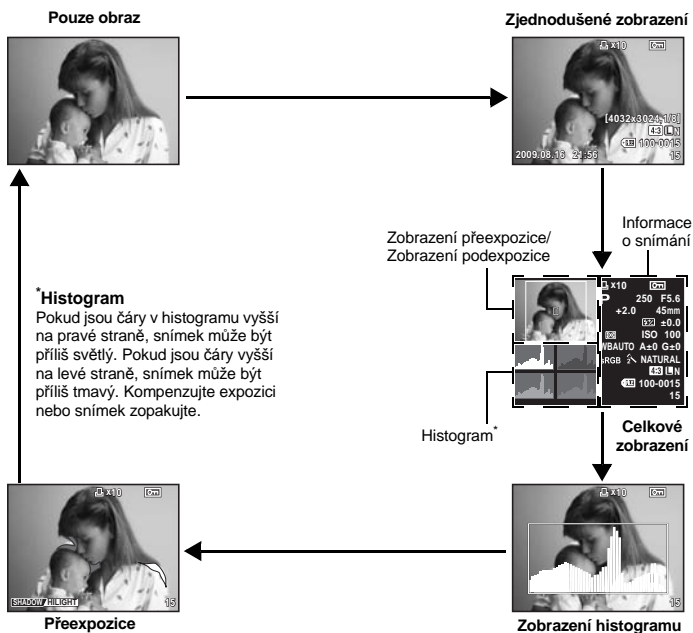 Pouze obraz
Zjednodušené zobrazení
x10
[4032x3024,1/8]
4:3 L N
100-0015
2009.08.16 21:56
15
Zobrazení přeexpozice/
Zobrazení podexpozice
Informace
o snímání
*Histogram
Pokud jsou čáry v histogramu vyšší
na pravé straně, snímek může být
příliš světlý. Pokud jsou čáry vyšší
na levé straně, snímek může být
příliš tmavý. Kompenzujte expozici
nebo snímek zopakujte.
x10
P 250 F5.6
+2.0 45mm
±0.0
ISO 100
WBAUTO A±0 G±0
sRGB NATURAL
4:3 L N
100-0015
15
Histogram*
Celkové
zobrazení
x10
SHADOW HILIGHT
15
Přeexpozice
x10
15
Zobrazení histogramu